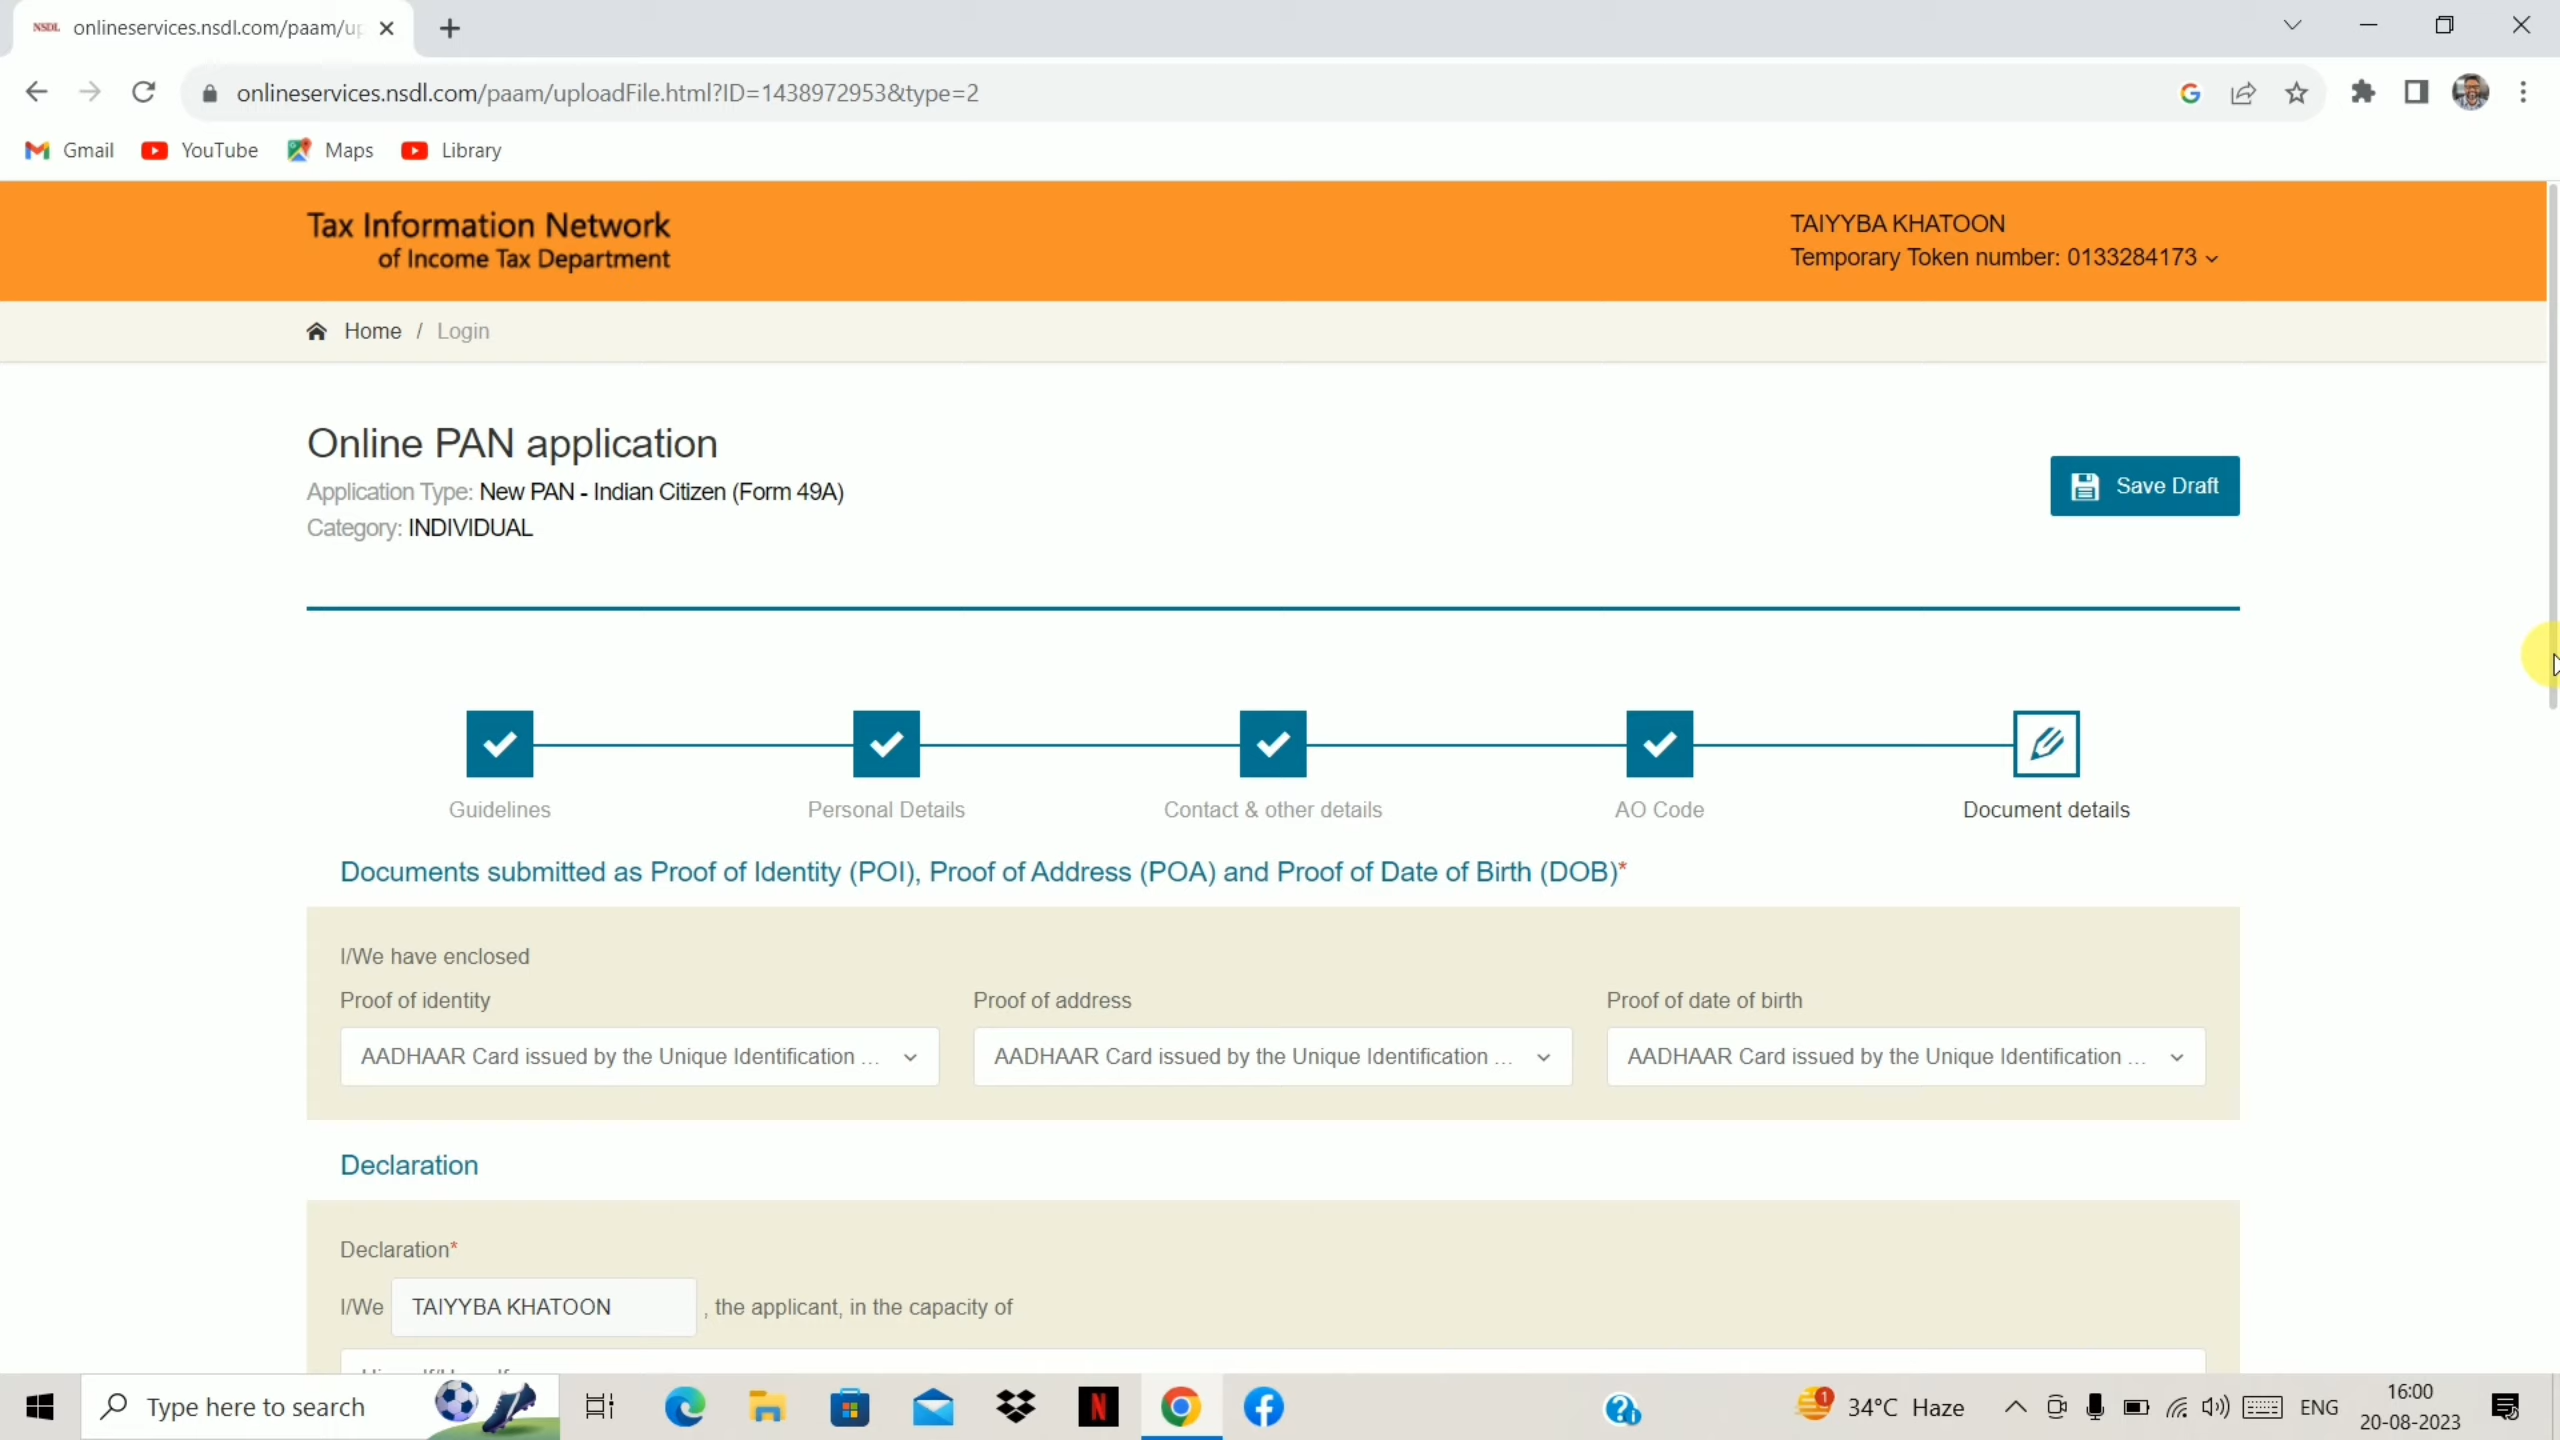 NSDL onlineservices.nsdl.com/paam/up
onlineservices.nsdl.com/paam/uploadFile.html?ID=1438972953&type=2
Gmail YouTube Maps Library
Tax Information Network
of Income Tax Department
TAIYYBA KHATOON
Temporary Token number: 0133284173
Home / Login
Online PAN application
Application Type: New PAN - Indian Citizen (Form 49A)
Category: INDIVIDUAL
Save Draft
Guidelines Personal Details Contact & other details AO Code Document details
Documents submitted as Proof of Identity (POI), Proof of Address (POA) and Proof of Date of Birth (DOB)*
I/We have enclosed
Proof of identity Proof of address Proof of date of birth
AADHAAR Card issued by the Unique Identification ... AADHAAR Card issued by the Unique Identification ... AADHAAR Card issued by the Unique Identification ...
Declaration
Declaration*
I/We TAIYYBA KHATOON , the applicant, in the capacity of
Type here to search
1 34°C Haze ENG 16:00
20-08-2023